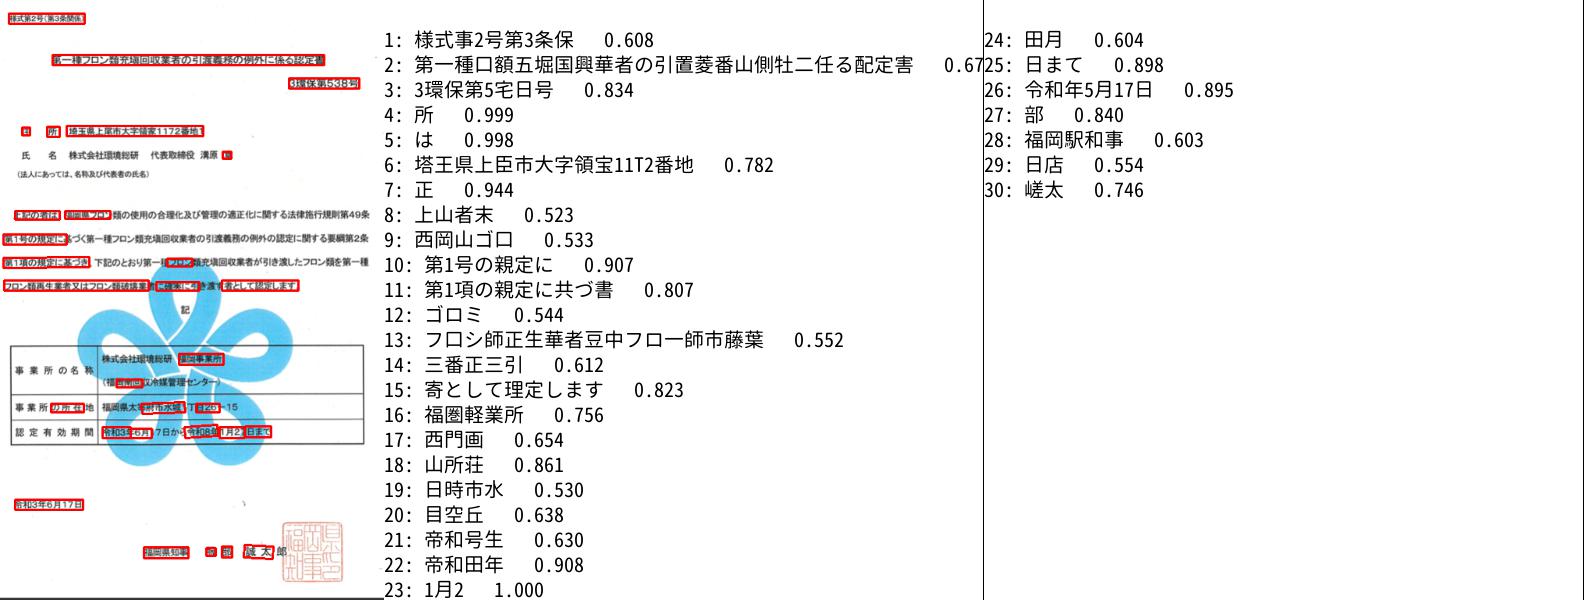 様式第2号(第3条関係)
第一種フロン類充塡回収業者の引渡義務の例外に係る認定書
3環保第538号
住 所 埼玉県上尾市大字領家1172番地1
氏 名 株式会社環境総研 代表取締役 溝原
(法人にあっては、名称及び代表者の氏名)
上記の者は、福岡県フロン類の使用の合理化及び管理の適正化に関する法律施行規則第49条
第1号の規定に基づく第一種フロン類充塡回収業者の引渡義務の例外の認定に関する要綱第2条
第1項の規定に基づき、下記のとおり第一種フロン類充塡回収業者が引き渡したフロン類を第一種
フロン類再生業者又はフロン類破壊業者に確実に引き渡す者として認定します
記
事業所の名称
株式会社環境総研 福岡事業所
(福岡南回収冷媒管理センター)
事業所の所在地 福岡県太宰府市水城 丁目26-15
認定有効期間 令和3年6月17日から令和8年1月2 日まで
令和3年6月17日
福岡県知事 服部 誠太郎
1: 様式事2号第3条保 0.608
2: 第一種口額五堀国興華者の引置菱番山側牡二任る配定害 0.67
3: 3環保第5宅日号 0.834
4: 所 0.999
5: は 0.998
6: 塔王県上臣市大字領宝11T2番地 0.782
7: 正 0.944
8: 上山者末 0.523
9: 西岡山ゴロ 0.533
10: 第1号の親定に 0.907
11: 第1項の親定に共づ書 0.807
12: ゴロミ 0.544
13: フロシ師正生華者豆中フロ一師市藤葉 0.552
14: 三番正三引 0.612
15: 寄として理定します 0.823
16: 福圏軽業所 0.756
17: 西門画 0.654
18: 山所荘 0.861
19: 日時市水 0.530
20: 目空丘 0.638
21: 帝和号生 0.630
22: 帝和田年 0.908
23: 1月2 1.000
24: 田月 0.604
25: 日まて 0.898
26: 令和年5月17日 0.895
27: 部 0.840
28: 福岡駅和事 0.603
29: 日店 0.554
30: 嵯太 0.746